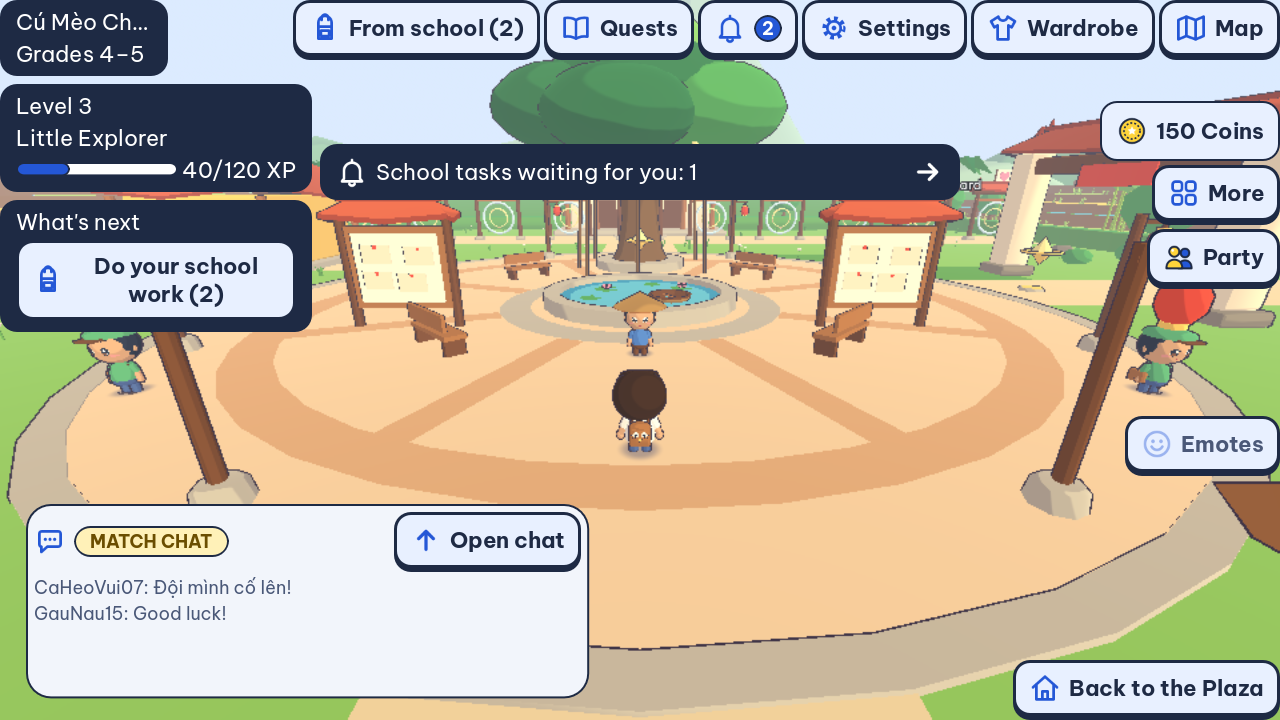 Cú Mèo Ch...
Grades 4–5
From school (2)
Quests
2
Settings
Wardrobe
Map
Level 3
Little Explorer
40/120 XP
150 Coins
School tasks waiting for you: 1
More
What's next
Do your school
work (2)
Party
Emotes
MATCH CHAT
Open chat
CaHeoVui07: Đội mình cố lên!
GauNau15: Good luck!
Back to the Plaza